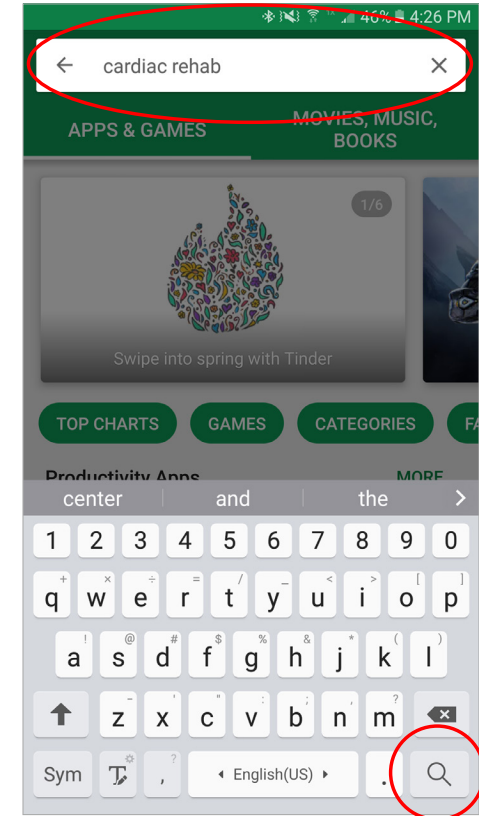 46% 4:26 PM
cardiac rehab
APPS & GAMES
MOVIES, MUSIC,
BOOKS
1/6
Swipe into spring with Tinder
TOP CHARTS GAMES CATEGORIES FA
Productivity Apps MORE
center and the
1 2 3 4 5 6 7 8 9 0
+ × ÷ = / _ < > [ ]
q w e r t y u i o p
! @ # $ % & * ( )
a s d f g h j k l
- ' " : ; , ?
z x c v b n m
?
Sym T , English(US) .